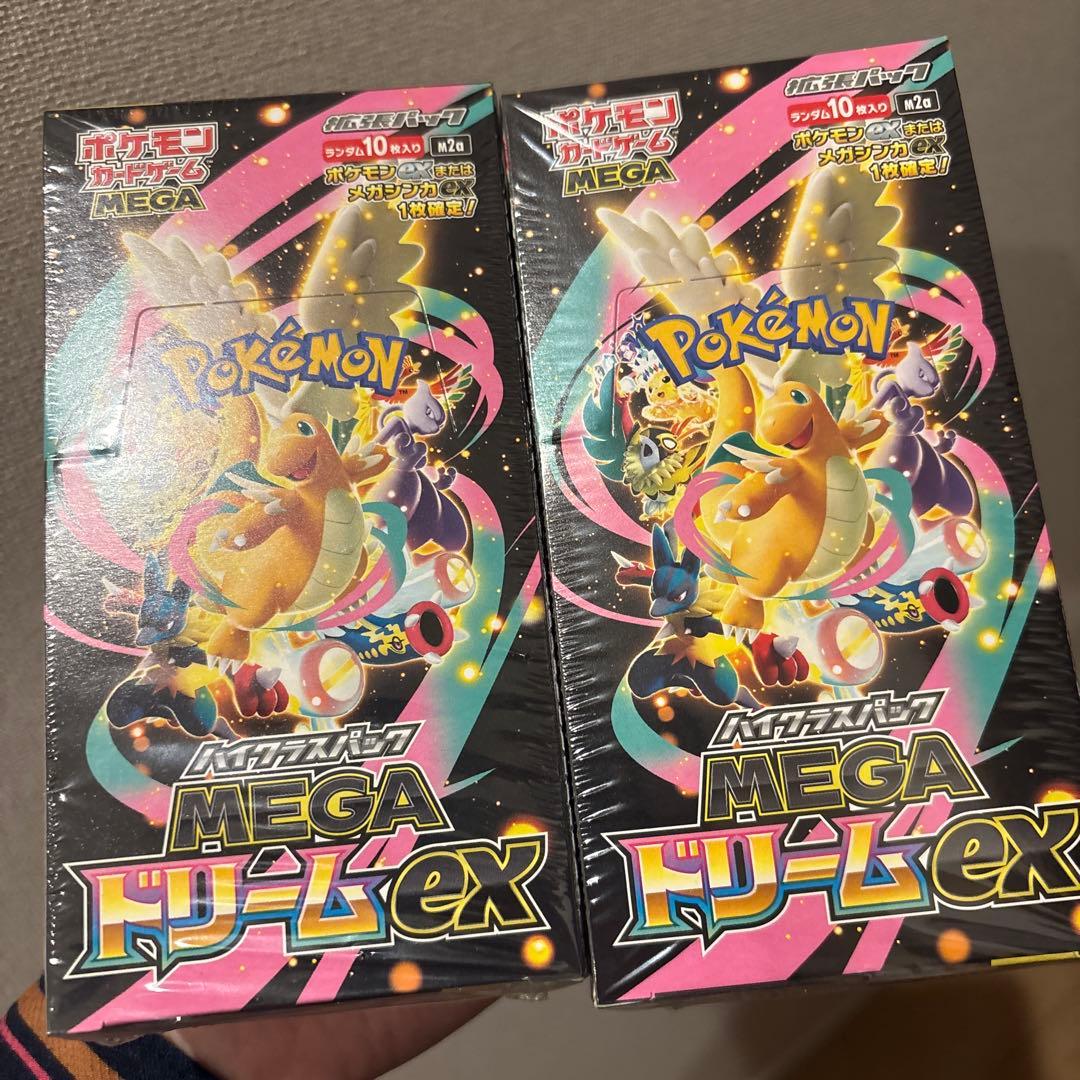 拡張パック
ポケモン
カードゲーム
MEGA
ランダム10枚入り M2a
ポケモンexまたは
メガシンカex
1枚確定!
POKÉMON
TM
ハイクラスパック
MEGA
ドリームex
拡張パック
ポケモン
カードゲーム
MEGA
ランダム10枚入り M2a
ポケモンexまたは
メガシンカex
1枚確定!
POKÉMON
TM
ハイクラスパック
MEGA
ドリームex